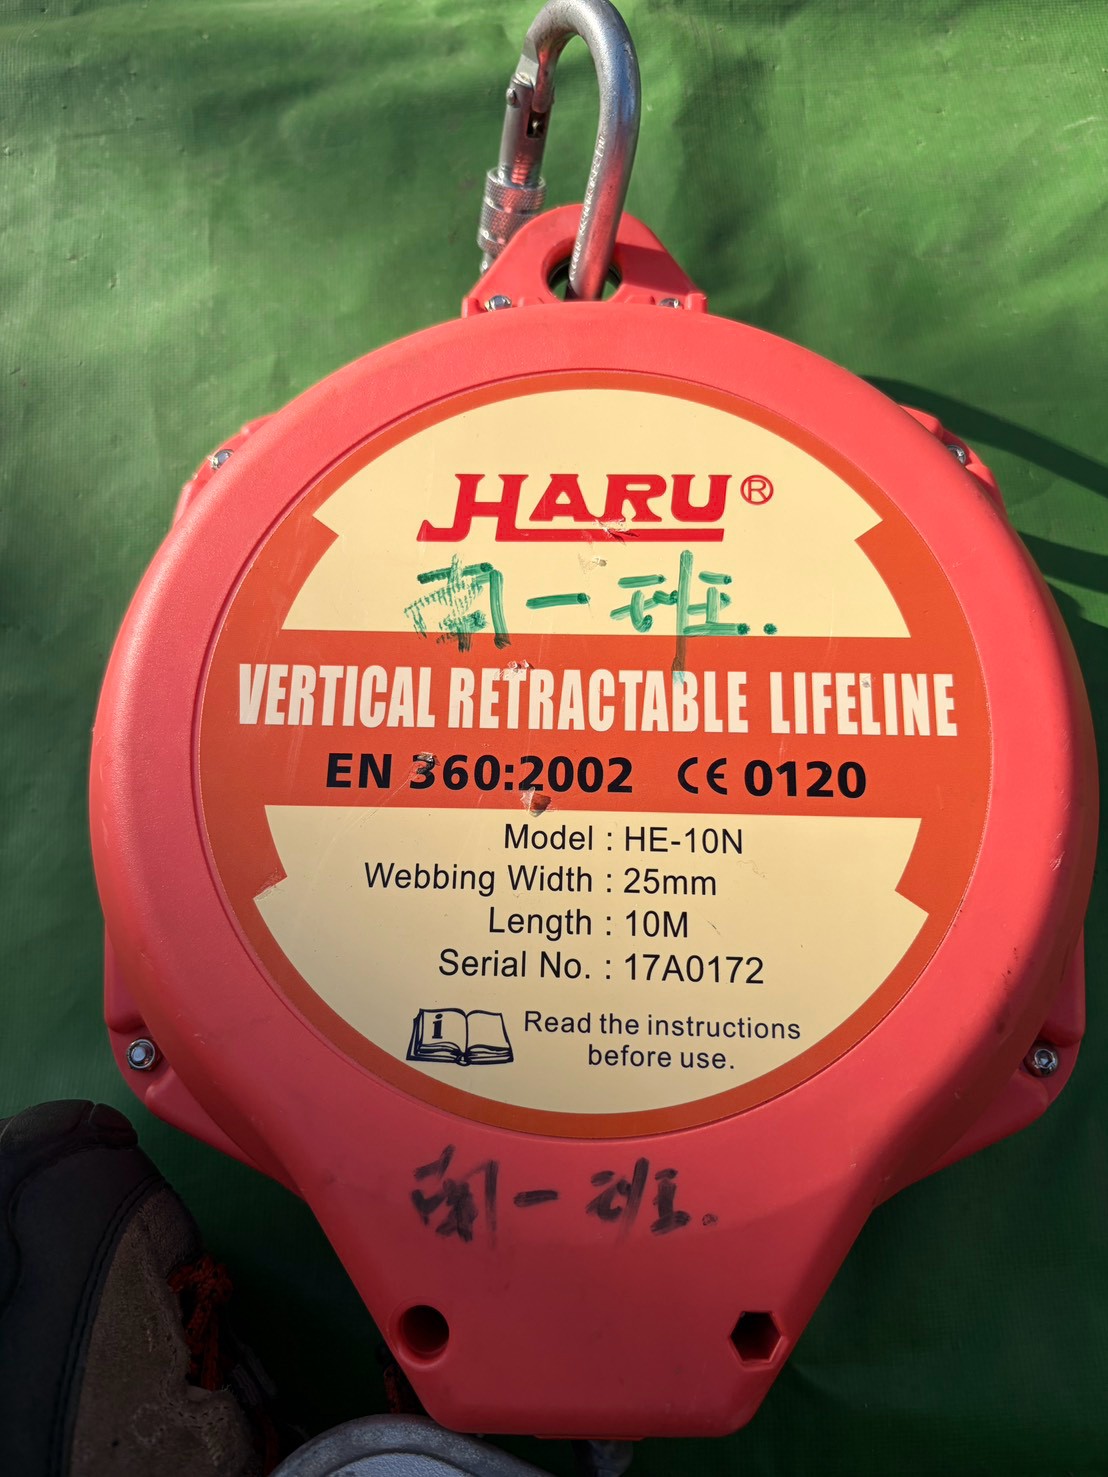 HARU®
南一班.
VERTICAL RETRACTABLE LIFELINE
EN 360:2002 CE 0120
Model : HE-10N
Webbing Width : 25mm
Length : 10M
Serial No. : 17A0172
i
Read the instructions
before use.
南一班.